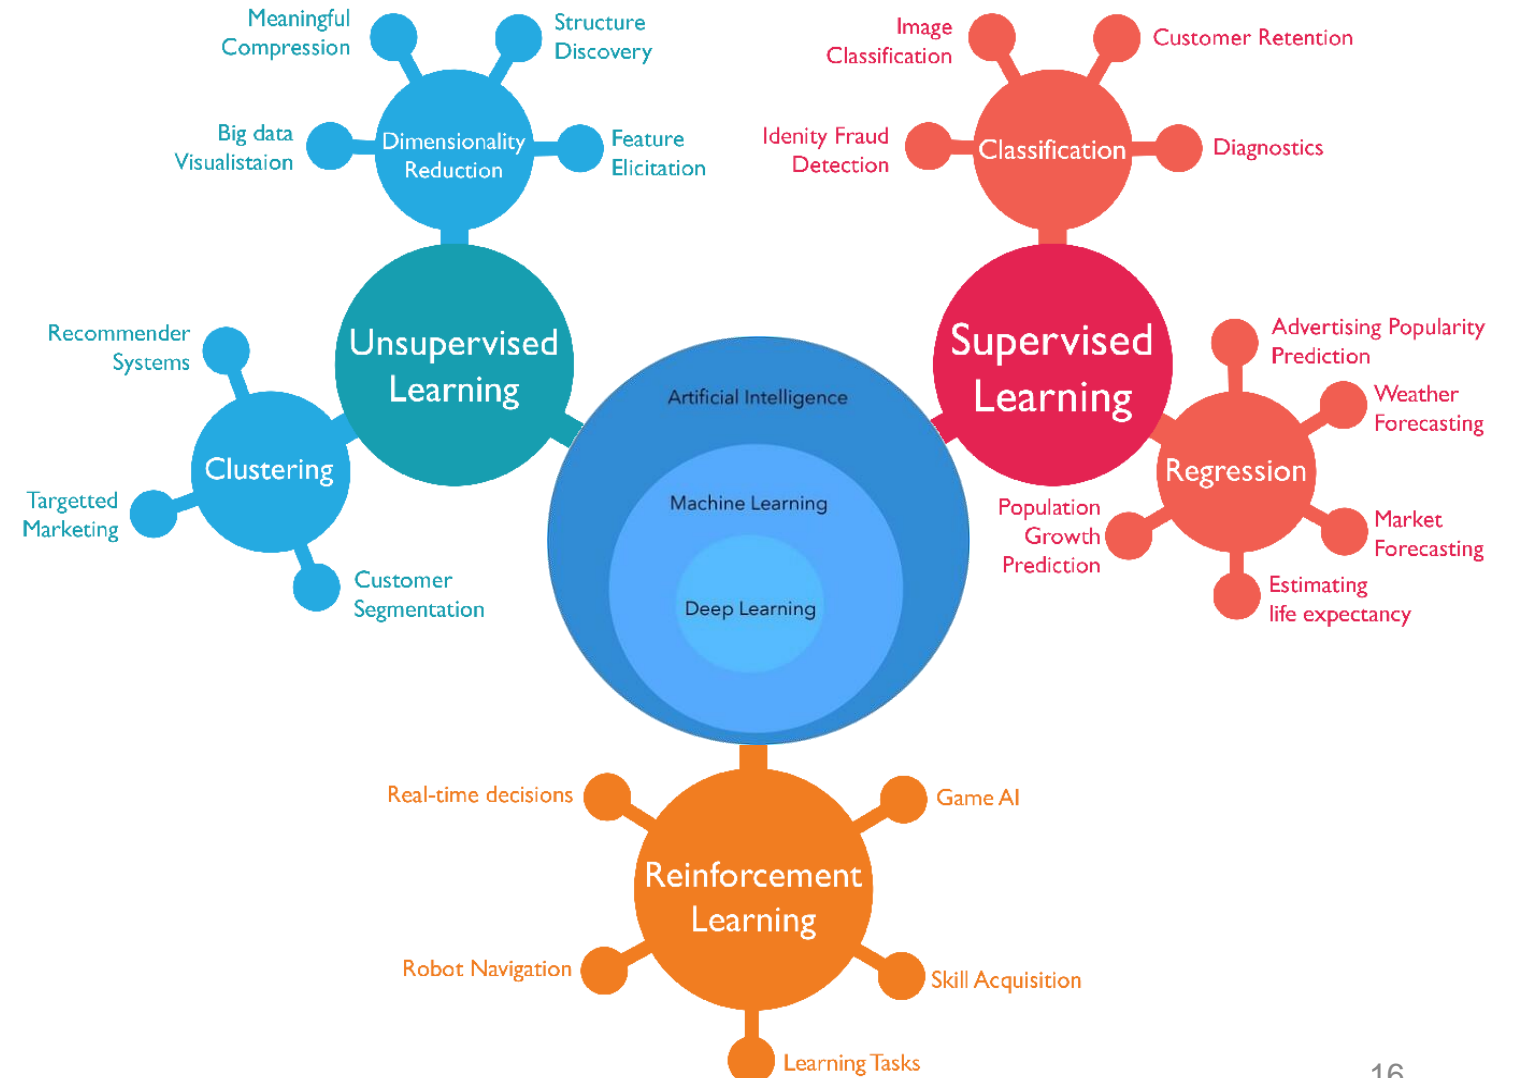 Meaningful
Compression
Structure
Discovery
Big data
Visualistaion
Dimensionality
Reduction
Feature
Elicitation
Image
Classification
Customer Retention
Idenity Fraud
Detection
Classification
Diagnostics
Unsupervised
Learning
Supervised
Learning
Recommender
Systems
Clustering
Targetted
Marketing
Customer
Segmentation
Artificial Intelligence
Machine Learning
Deep Learning
Advertising Popularity
Prediction
Weather
Forecasting
Regression
Population
Growth
Prediction
Market
Forecasting
Estimating
life expectancy
Real-time decisions
Game AI
Reinforcement
Learning
Robot Navigation
Skill Acquisition
Learning Tasks
16